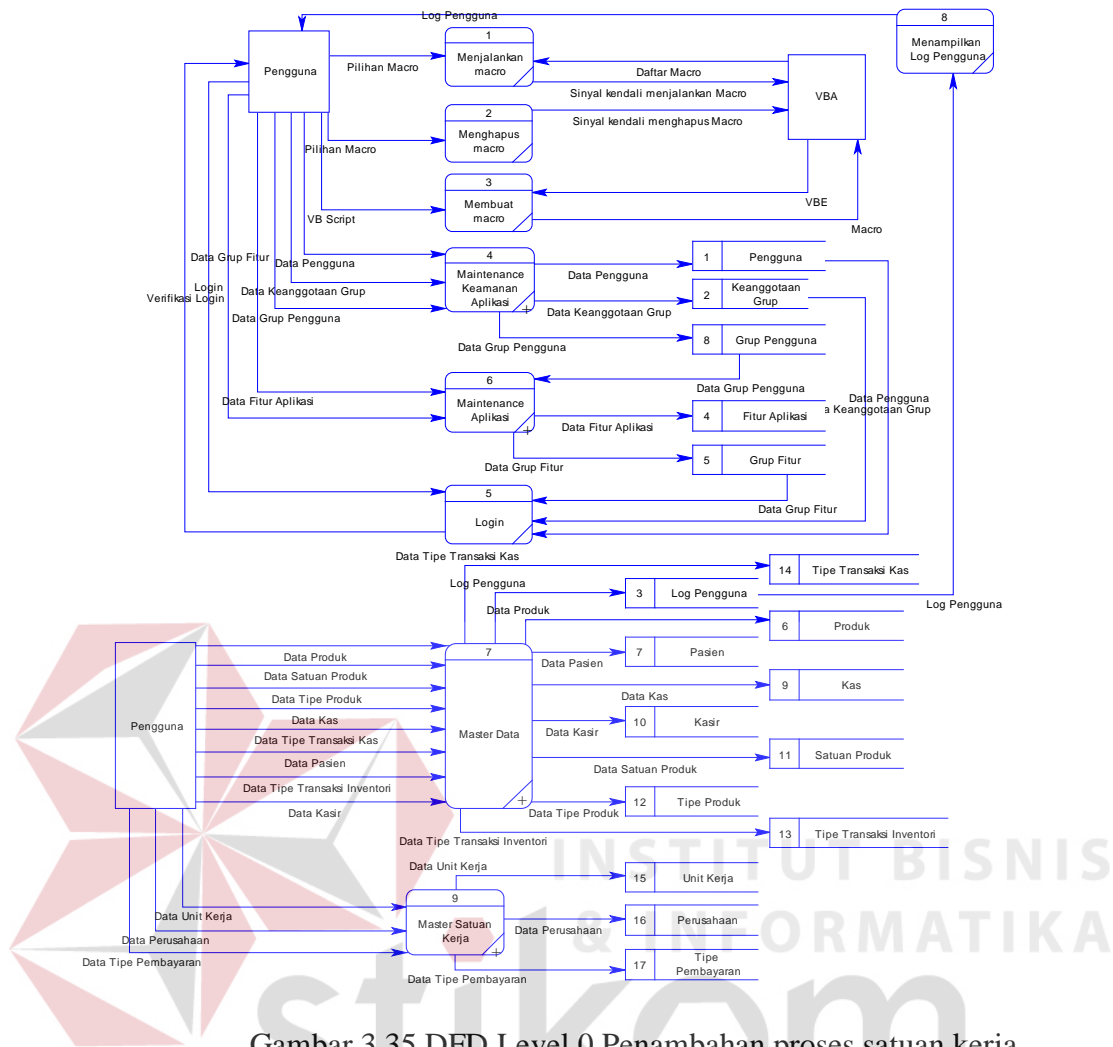 Log Pengguna
8
Menampilkan
Log Pengguna
1
Menjalankan
macro
Pengguna
Pilihan Macro
Daftar Macro
Sinyal kendali menjalankan Macro
VBA
2
Menghapus
macro
Sinyal kendali menghapus Macro
Pilihan Macro
3
Membuat
macro
VBE
VB Script
Macro
Data Grup Fitur
Data Pengguna
4
Maintenance
Keamanan
Aplikasi
Data Pengguna
1
Pengguna
Login
Verifikasi Login
Data Keanggotaan Grup
Data Grup Pengguna
Data Keanggotaan Grup
2
Keanggotaan
Grup
Data Grup Pengguna
8
Grup Pengguna
6
Maintenance
Aplikasi
Data Grup Pengguna
Data Fitur Aplikasi
Data Pengguna
a Keanggotaan Grup
Data Fitur Aplikasi
4
Fitur Aplikasi
Data Grup Fitur
5
Grup Fitur
5
Login
Data Grup Fitur
Data Tipe Transaksi Kas
14
Tipe Transaksi Kas
Log Pengguna
3
Log Pengguna
Log Pengguna
Data Produk
6
Produk
Pengguna
Data Produk
Data Satuan Produk
Data Tipe Produk
Data Kas
Data Tipe Transaksi Kas
Data Pasien
Data Tipe Transaksi Inventori
Data Kasir
7
Master Data
Data Pasien
7
Pasien
Data Kas
9
Kas
Data Kasir
10
Kasir
Data Satuan Produk
11
Satuan Produk
Data Tipe Produk
12
Tipe Produk
Data Tipe Transaksi Inventori
13
Tipe Transaksi Inventori
Data Unit Kerja
15
Unit Kerja
9
Master Satuan
Kerja
Data Unit Kerja
Data Perusahaan
Data Tipe Pembayaran
Data Perusahaan
16
Perusahaan
Data Tipe Pembayaran
17
Tipe
Pembayaran
INSTITUT BISNIS
& INFORMATIKA
stikom
Gambar 3.35 DFD Level 0 Penambahan proses satuan kerja